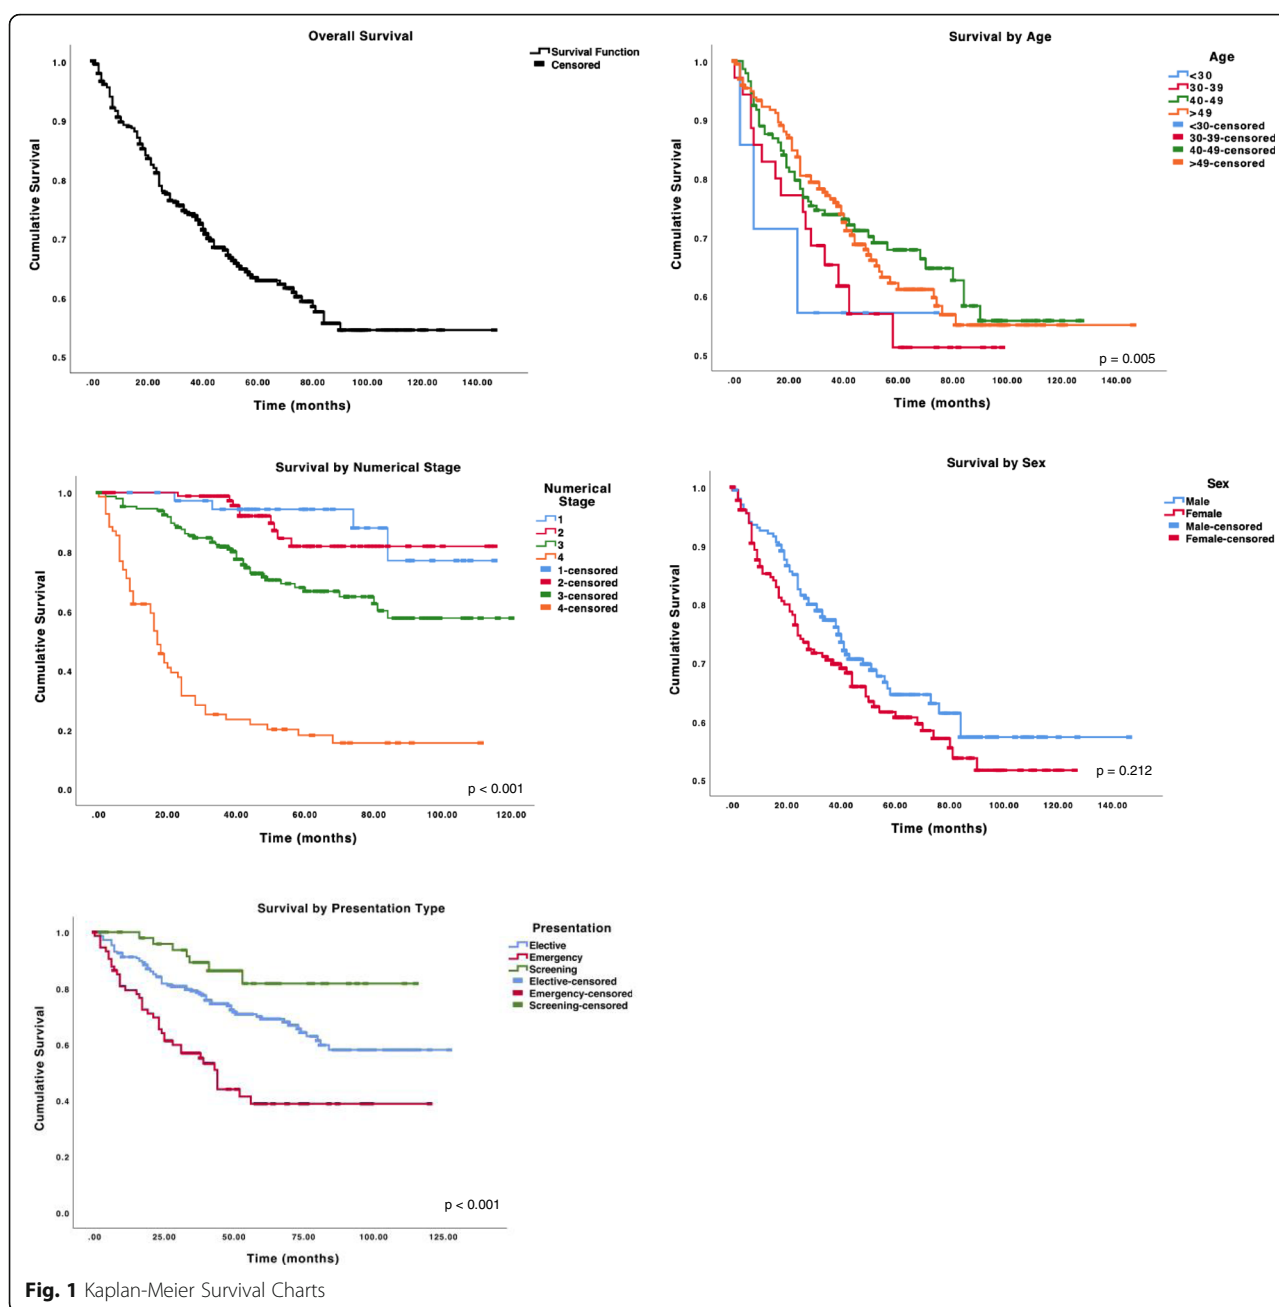 Overall Survival
Survival Function
Censored
Cumulative Survival
1.0
0.9
0.8
0.7
0.6
0.5
.00 20.00 40.00 60.00 80.00 100.00 120.00 140.00
Time (months)
Survival by Age
Age
<30
30-39
40-49
>49
<30-censored
30-39-censored
40-49-censored
>49-censored
Cumulative Survival
1.0
0.9
0.8
0.7
0.6
0.5
p = 0.005
.00 20.00 40.00 60.00 80.00 100.00 120.00 140.00
Time (months)
Survival by Numerical Stage
Numerical
Stage
1
2
3
4
1-censored
2-censored
3-censored
4-censored
Cumulative Survival
1.0
0.8
0.6
0.4
0.2
0.0
p < 0.001
.00 20.00 40.00 60.00 80.00 100.00 120.00
Time (months)
Survival by Sex
Sex
Male
Female
Male-censored
Female-censored
Cumulative Survival
1.0
0.9
0.8
0.7
0.6
0.5
p = 0.212
.00 20.00 40.00 60.00 80.00 100.00 120.00 140.00
Time (months)
Survival by Presentation Type
Presentation
Elective
Emergency
Screening
Elective-censored
Emergency-censored
Screening-censored
Cumulative Survival
1.0
0.8
0.6
0.4
0.2
0.0
p < 0.001
.00 25.00 50.00 75.00 100.00 125.00
Time (months)
Fig. 1 Kaplan-Meier Survival Charts